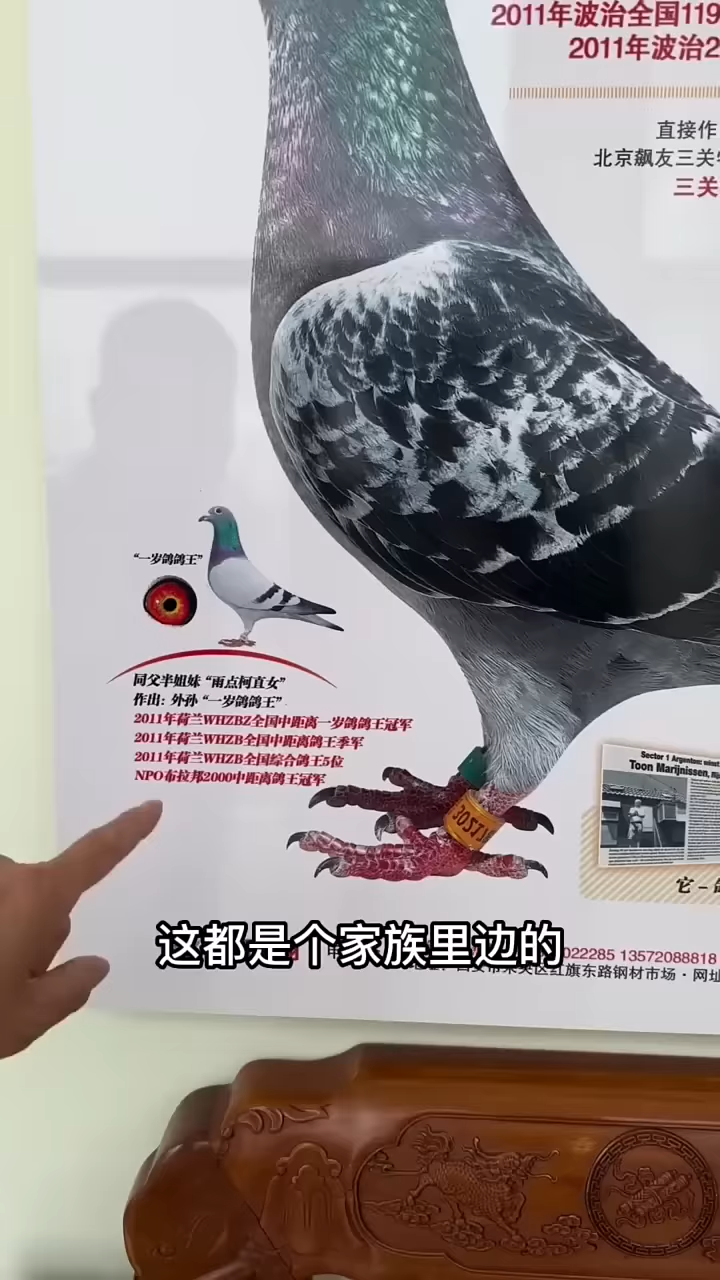 2011年波治全国119
2011年波治2
直接作
北京飙友三关
三关
“一岁鸽鸽王”
同父半姐妹“雨点柯直女”
作出：外孙“一岁鸽鸽王”
2011年荷兰WHZBZ全国中距离一岁鸽鸽王冠军
2011年荷兰WHZB全国中距离鸽王季军
2011年荷兰WHZB全国综合鸽王5位
NPO布拉邦2000中距离鸽王冠军
Sector 1 Argentum:
Toon Marijnissen,
它－
这都是个家族里边的
022285 13572088818
区红旗东路钢材市场·网址